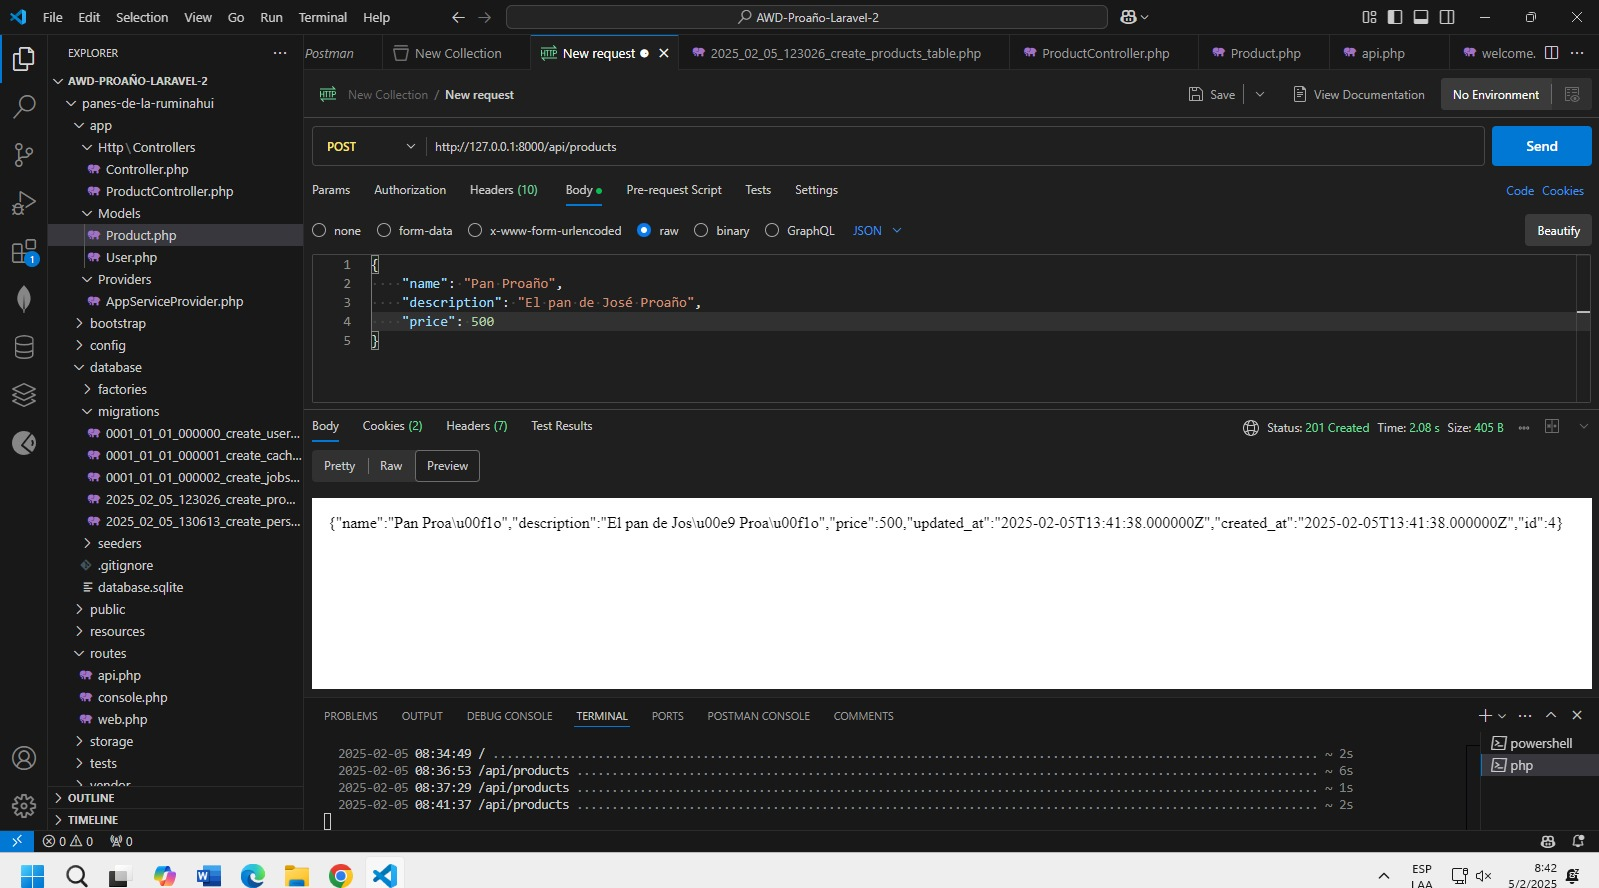 File Edit Selection View Go Run Terminal Help
AWD-Proaño-Laravel-2
EXPLORER
Postman
New Collection
New request
2025_02_05_123026_create_products_table.php
ProductController.php
Product.php
api.php
welcome.
AWD-PROAÑO-LARAVEL-2
panes-de-la-ruminahui
app
Http\Controllers
Controller.php
ProductController.php
Models
Product.php
User.php
Providers
AppServiceProvider.php
bootstrap
config
database
factories
migrations
0001_01_01_000000_create_user...
0001_01_01_000001_create_cach...
0001_01_01_000002_create_jobs...
2025_02_05_123026_create_pro...
2025_02_05_130613_create_pers...
seeders
.gitignore
database.sqlite
public
resources
routes
api.php
console.php
web.php
storage
tests
vendor
OUTLINE
TIMELINE
HTTP New Collection / New request
Save
View Documentation
No Environment
POST
http://127.0.0.1:8000/api/products
Send
Params Authorization Headers (10) Body Pre-request Script Tests Settings
Code Cookies
none form-data x-www-form-urlencoded raw binary GraphQL JSON
Beautify
1 {
2 "name": "Pan Proaño",
3 "description": "El pan de José Proaño",
4 "price": 500
5 }
Body Cookies (2) Headers (7) Test Results
Status: 201 Created Time: 2.08 s Size: 405 B
Pretty Raw Preview
{"name":"Pan Proa\u00f1o","description":"El pan de Jos\u00e9 Proa\u00f1o","price":500,"updated_at":"2025-02-05T13:41:38.000000Z","created_at":"2025-02-05T13:41:38.000000Z","id":4}
PROBLEMS OUTPUT DEBUG CONSOLE TERMINAL PORTS POSTMAN CONSOLE COMMENTS
2025-02-05 08:34:49 / ........ ~ 2s
2025-02-05 08:36:53 /api/products ........ ~ 6s
2025-02-05 08:37:29 /api/products ........ ~ 1s
2025-02-05 08:41:37 /api/products ........ ~ 2s
powershell
php
0 0 0
ESP
LAA
8:42
5/2/2025